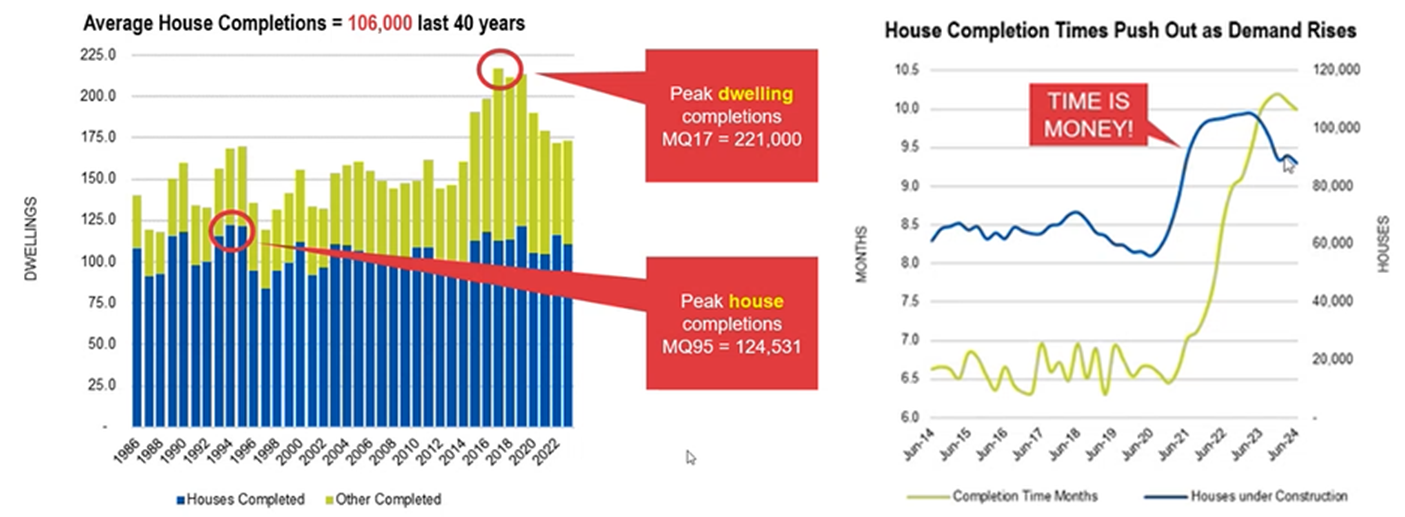 Average House Completions = 106,000 last 40 years
DWELLINGS
225.0
200.0
175.0
150.0
125.0
100.0
75.0
50.0
25.0
-
1986
1988
1990
1992
1994
1996
1998
2000
2002
2004
2006
2008
2010
2012
2014
2016
2018
2020
2022
Houses Completed
Other Completed
Peak dwelling
completions
MQ17 = 221,000
Peak house
completions
MQ95 = 124,531
House Completion Times Push Out as Demand Rises
MONTHS
10.5
10.0
9.5
9.0
8.5
8.0
7.5
7.0
6.5
6.0
TIME IS
MONEY!
120,000
100,000
80,000
60,000
40,000
20,000
-
HOUSES
Jun-14
Jun-15
Jun-16
Jun-17
Jun-18
Jun-19
Jun-20
Jun-21
Jun-22
Jun-23
Jun-24
Completion Time Months
Houses under Construction